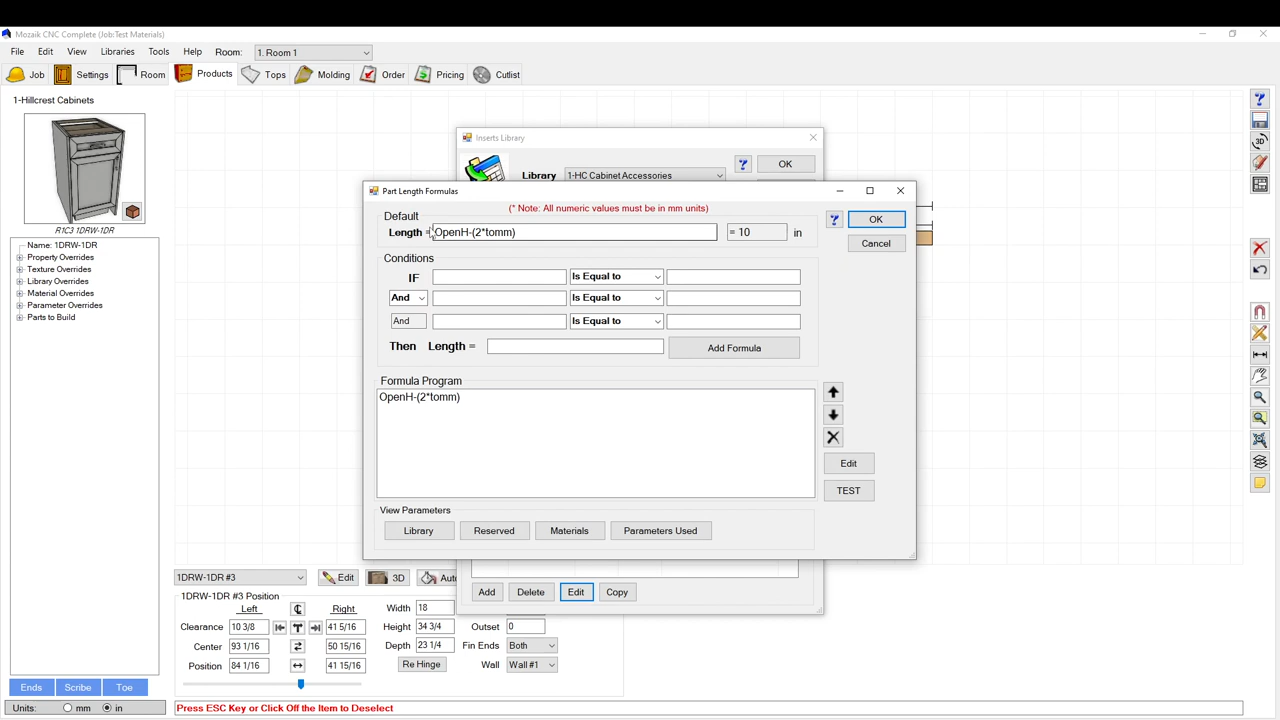 Mozaik CNC Complete (Job:Test Materials)
File Edit View Libraries Tools Help Room: 1. Room 1
Job Settings Room Products Tops Molding Order Pricing Cutlist
1-Hillcrest Cabinets
R1C3 1DRW-1DR
Name: 1DRW-1DR
Property Overrides
Texture Overrides
Library Overrides
Material Overrides
Parameter Overrides
Parts to Build
Inserts Library
Library 1-HC Cabinet Accessories OK
Part Length Formulas
(* Note: All numeric values must be in mm units)
Default
Length = OpenH-(2*tomm) = 10 in
OK
Cancel
Conditions
IF Is Equal to
And Is Equal to
And Is Equal to
Then Length = Add Formula
Formula Program
OpenH-(2*tomm)
Edit
TEST
View Parameters
Library Reserved Materials Parameters Used
Add Delete Edit Copy
1DRW-1DR #3 Edit 3D Aut
1DRW-1DR #3 Position
Left Right
Clearance 10 3/8 41 5/16
Center 93 1/16 50 15/16
Position 84 1/16 41 15/16
Width 18
Height 34 3/4 Outset 0
Depth 23 1/4 Fin Ends Both
Re Hinge Wall Wall #1
Ends Scribe Toe
Units: mm in
Press ESC Key or Click Off the Item to Deselect